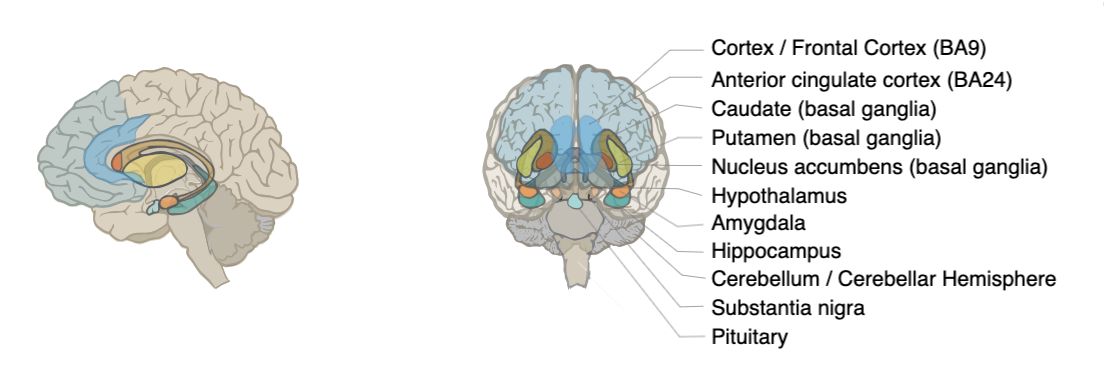 Cortex / Frontal Cortex (BA9)
Anterior cingulate cortex (BA24)
Caudate (basal ganglia)
Putamen (basal ganglia)
Nucleus accumbens (basal ganglia)
Hypothalamus
Amygdala
Hippocampus
Cerebellum / Cerebellar Hemisphere
Substantia nigra
Pituitary